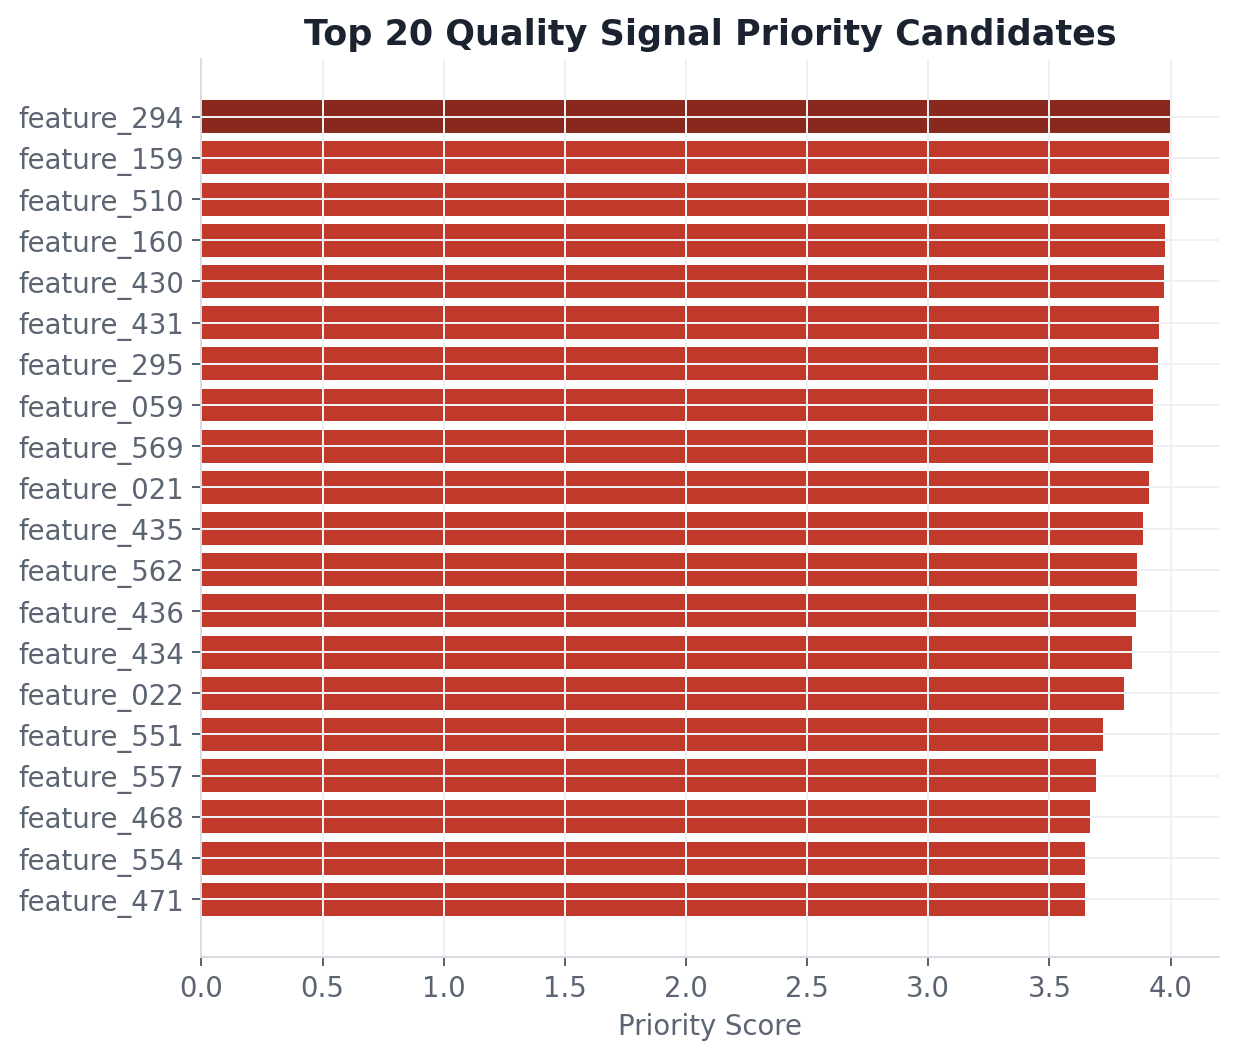 Top 20 Quality Signal Priority Candidates
feature_294
feature_159
feature_510
feature_160
feature_430
feature_431
feature_295
feature_059
feature_569
feature_021
feature_435
feature_562
feature_436
feature_434
feature_022
feature_551
feature_557
feature_468
feature_554
feature_471
0.0 0.5 1.0 1.5 2.0 2.5 3.0 3.5 4.0
Priority Score